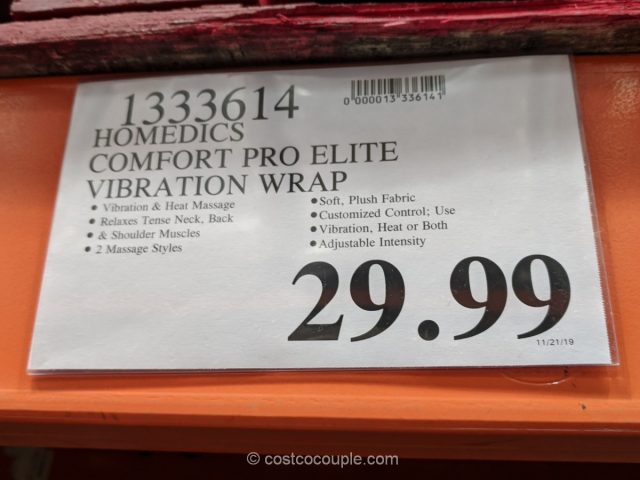 1333614
0 000013 336141
HOMEDICS
COMFORT PRO ELITE
VIBRATION WRAP
• Vibration & Heat Massage
• Relaxes Tense Neck, Back
• & Shoulder Muscles
• 2 Massage Styles
• Soft, Plush Fabric
• Customized Control; Use
• Vibration, Heat or Both
• Adjustable Intensity
29.99
11/21/19
© costcocouple.com